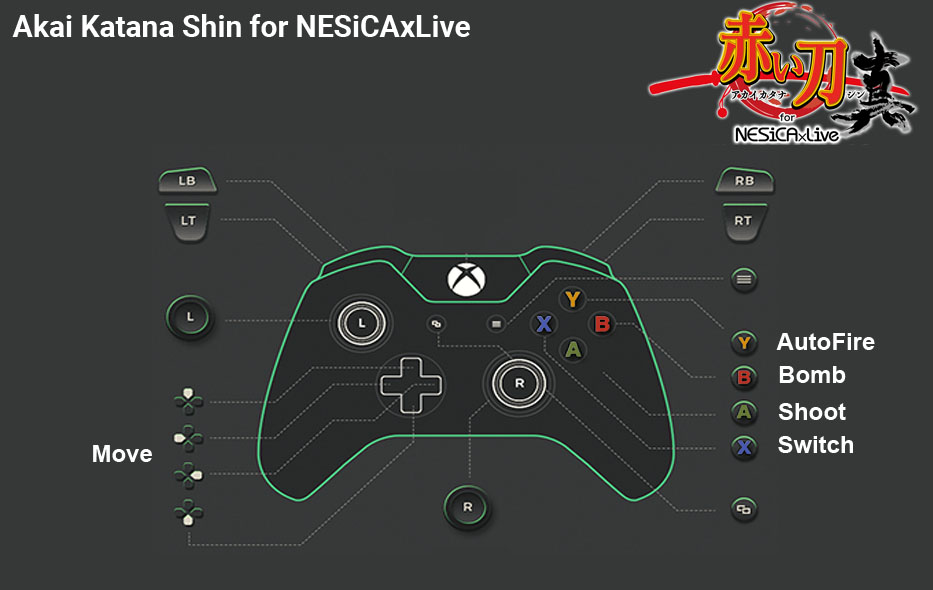 Akai Katana Shin for NESiCAxLive
赤い刀 真
アカイカタナ シン
for
NESiCAxLive
LB
RB
LT
RT
Y
L
L
X
B
A
Y AutoFire
R
B Bomb
A Shoot
Move
X Switch
R